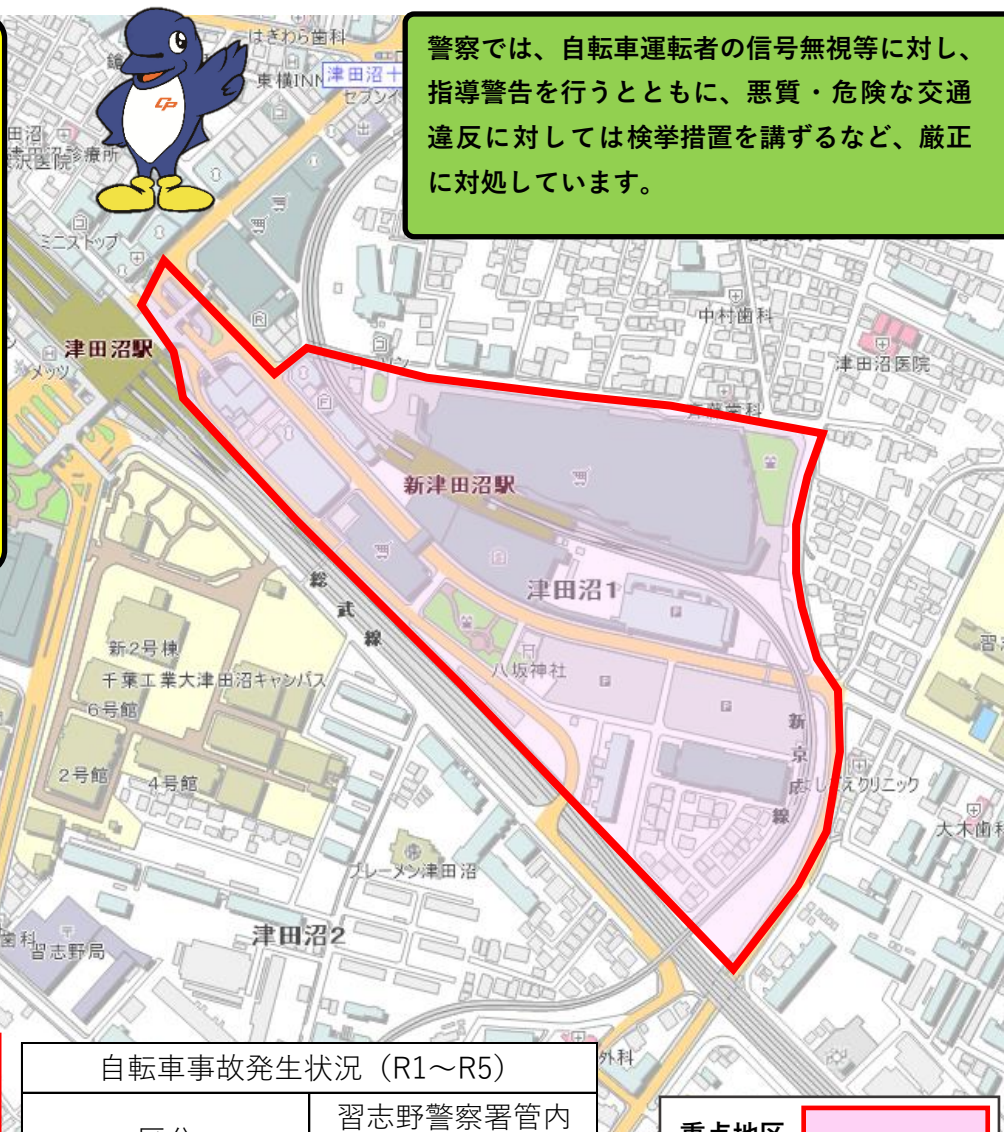 警察では、自転車運転者の信号無視等に対し、
指導警告を行うとともに、悪質・危険な交通
違反に対しては検挙措置を講ずるなど、厳正
に対処しています。
CP
はぎわら歯科
東横INN
津田沼十
セブンイ
ミニストップ
津田沼駅
メッツ
中村歯科
津田沼医院
新津田沼駅
津田沼1
総武線
八坂神社
新2号棟
千葉工業大津田沼キャンパス
6号館
2号館
4号館
新京成線
大木歯科
ブレーメン津田沼
津田沼2
習志野局
外科
自転車事故発生状況（R1～R5）
区分
習志野警察署管内
重点地区